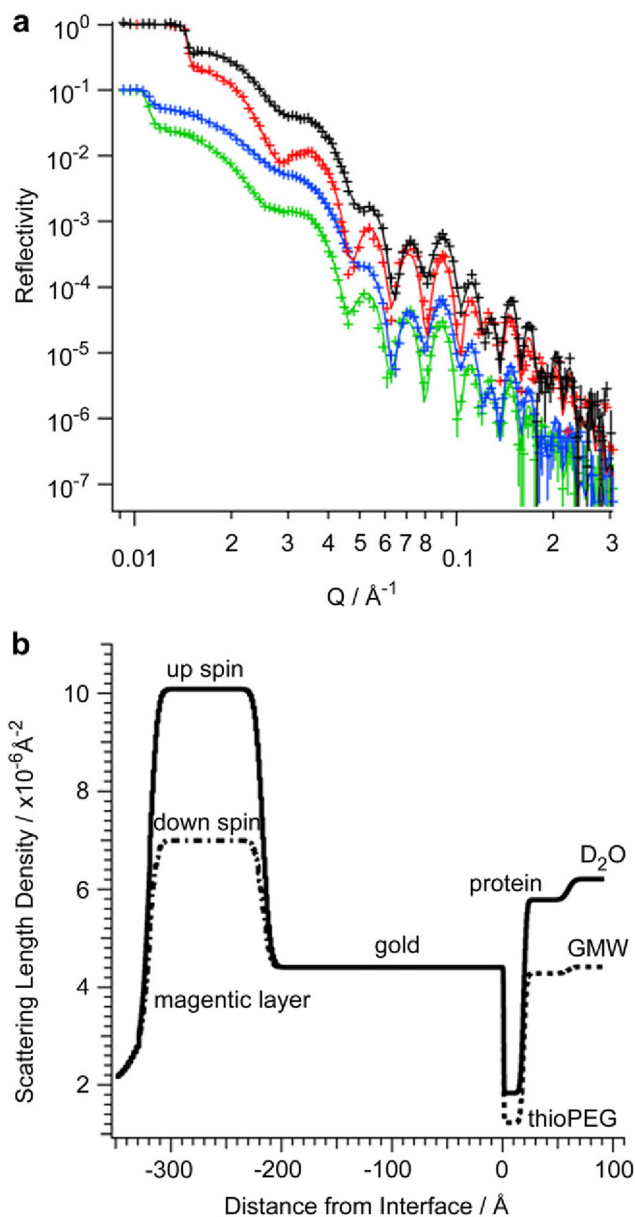 a
10⁰
10⁻¹
10⁻²
10⁻³
10⁻⁴
10⁻⁵
10⁻⁶
10⁻⁷
Reflectivity
0.01 2 3 4 5 6 7 8 0.1 2 3
Q / Å⁻¹
b
up spin
10
8
down spin
D₂O
protein
6
gold
GMW
4
magentic layer
2
thioPEG
Scattering Length Density / x10⁻⁶Å⁻²
-300 -200 -100 0 100
Distance from Interface / Å